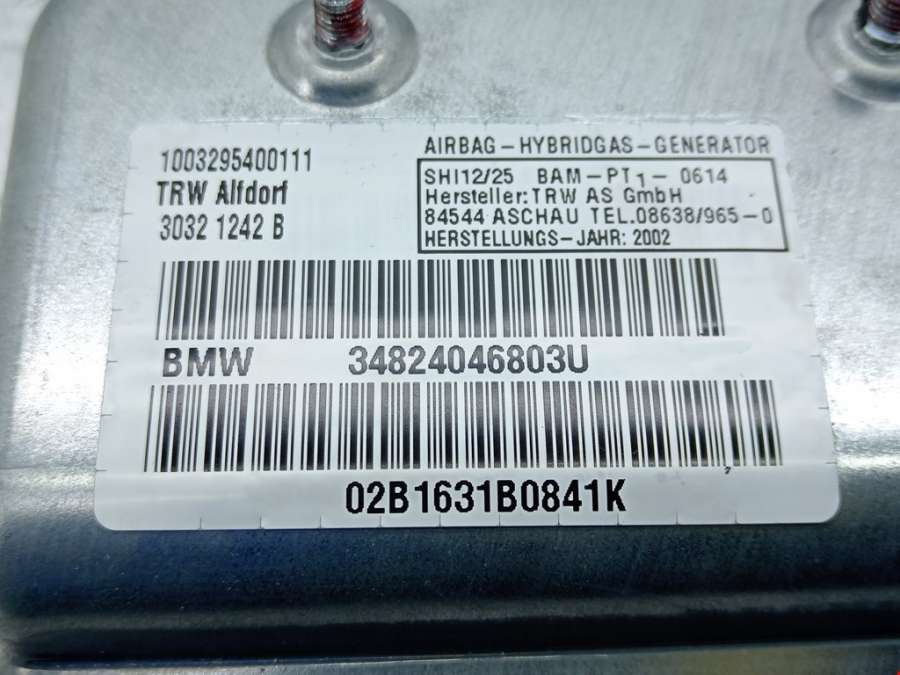 1003295400111
TRW Alfdorf
3032 1242 B
AIRBAG-HYBRIDGAS-GENERATOR
SHI12/25 BAM-PT1-0614
Hersteller:TRW AS GmbH
84544 ASCHAU TEL.08638/965-0
HERSTELLUNGS-JAHR: 2002
BMW 34824046803U
02B1631B0841K